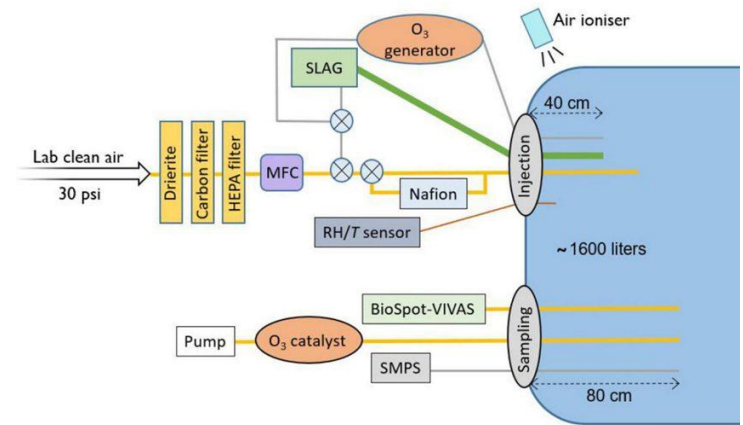 Air ioniser
O₃
generator
SLAG
40 cm
Lab clean air
30 psi
Drierite
Carbon filter
HEPA filter
MFC
Nafion
Injection
RH/T sensor
~ 1600 liters
BioSpot-VIVAS
Pump
O₃ catalyst
SMPS
Sampling
80 cm